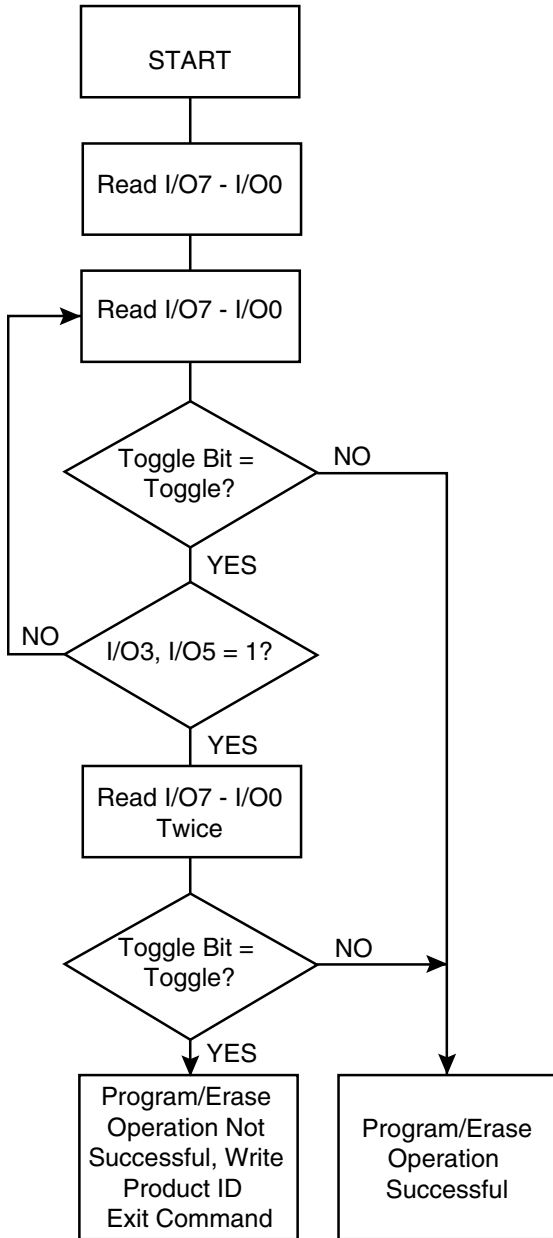 START
Read I/O7 - I/O0
Read I/O7 - I/O0
Toggle Bit =
Toggle?
NO
YES
NO
I/O3, I/O5 = 1?
YES
Read I/O7 - I/O0
Twice
Toggle Bit =
Toggle?
NO
YES
Program/Erase
Operation Not
Successful, Write
Product ID
Exit Command
Program/Erase
Operation
Successful